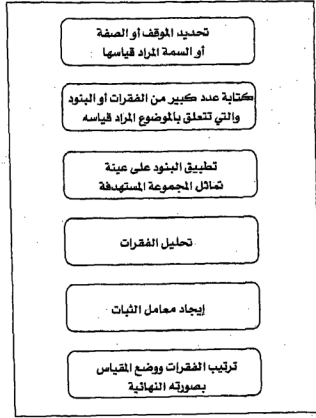 تحديد الموقف أو الصفة
أو السمة المراد قياسها
كتابة عدد كبير من الفقرات أو البنود
والتي تتعلق بالموضوع المراد قياسه
تطبيق البنود على عينة
تماثل المجموعة المستهدفة
تحليل الفقرات
إيجاد معامل الثبات
ترتيب الفقرات ووضع المقياس
بصورته النهائية